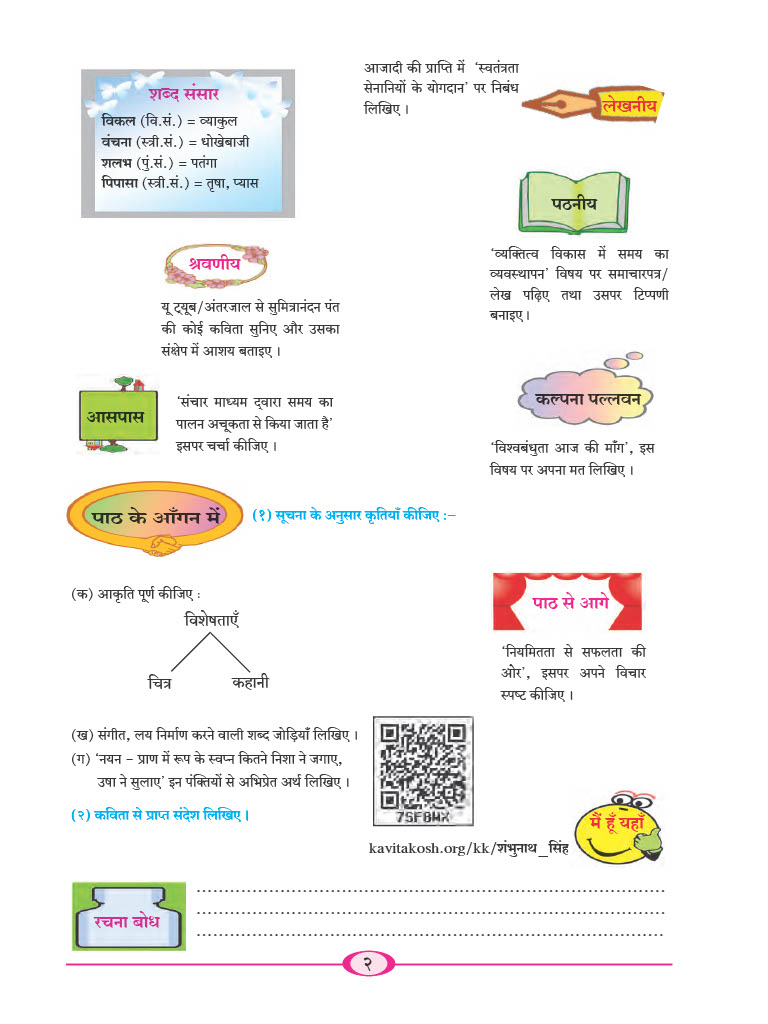 शब्द संसार
विकल (वि.सं.) = व्याकुल
वंचना (स्त्री.सं.) = धोखेबाजी
शलभ (पुं.सं.) = पतंगा
पिपासा (स्त्री.सं.) = तृषा, प्यास
आजादी की प्राप्ति में ‘स्वतंत्रता
सेनानियों के योगदान’ पर निबंध
लिखिए ।
लेखनीय
पठनीय
‘व्यक्तित्व विकास में समय का
व्यवस्थापन’ विषय पर समाचारपत्र/
लेख पढ़िए तथा उसपर टिप्पणी
बनाइए।
श्रवणीय
यू ट्यूब/अंतरजाल से सुमित्रानंदन पंत
की कोई कविता सुनिए और उसका
संक्षेप में आशय बताइए ।
आसपास
‘संचार माध्यम द्‌वारा समय का
पालन अचूकता से किया जाता है’
इसपर चर्चा कीजिए ।
कल्पना पल्लवन
‘विश्वबंधुता आज की माँग’, इस
विषय पर अपना मत लिखिए ।
पाठ के आँगन में
(१) सूचना के अनुसार कृतियाँ कीजिए :–
(क) आकृति पूर्ण कीजिए :
विशेषताएँ
चित्र कहानी
पाठ से आगे
‘नियमितता से सफलता की
ओर’, इसपर अपने विचार
स्पष्ट कीजिए ।
(ख) संगीत, लय निर्माण करने वाली शब्द जोड़ियाँ लिखिए ।
(ग) ‘नयन – प्राण में रूप के स्वप्न कितने निशा ने जगाए,
उषा ने सुलाए’ इन पंक्तियों से अभिप्रेत अर्थ लिखिए ।
(२) कविता से प्राप्त संदेश लिखिए।
7SF8WX
मैं हूँ यहाँ
kavitakosh.org/kk/शंभुनाथ_सिंह
रचना बोध
२